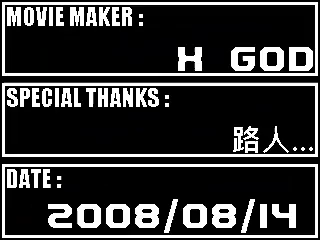 MOVIE MAKER :
X GOD
SPECIAL THANKS :
路人...
DATE :
2008/08/14